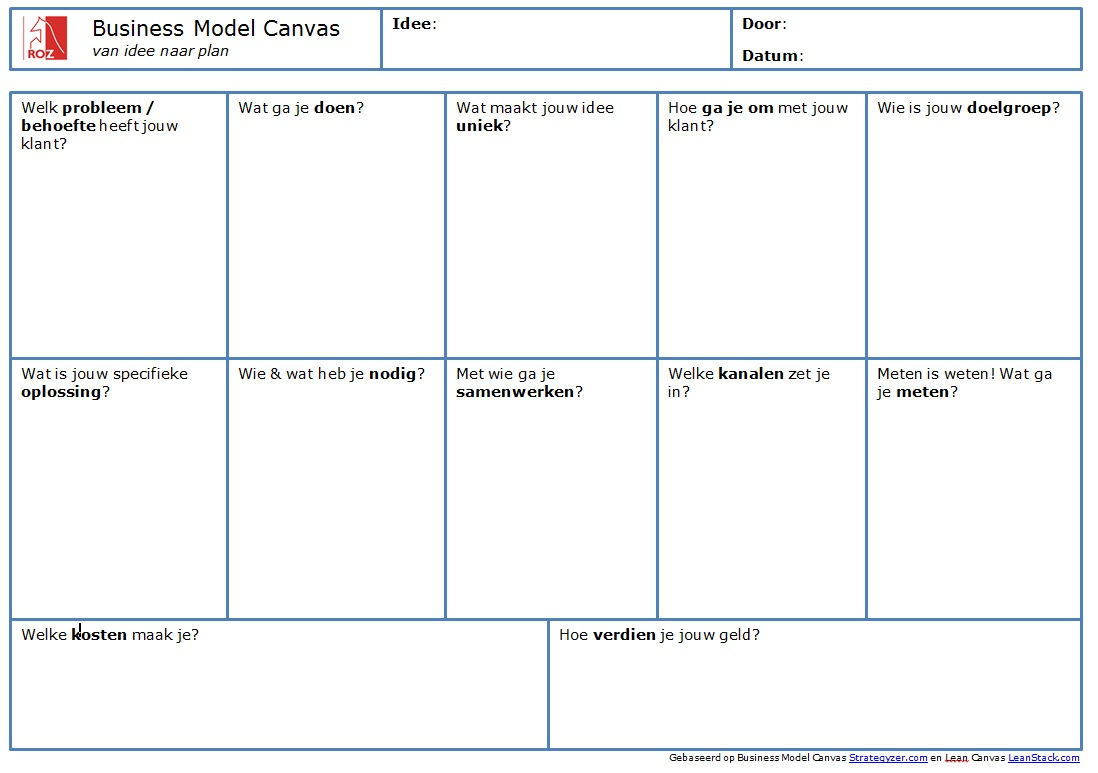 ROZ
Business Model Canvas
van idee naar plan
Idee:
Door:
Datum:
Welk probleem /
behoefte heeft jouw
klant?
Wat ga je doen?
Wat maakt jouw idee
uniek?
Hoe ga je om met jouw
klant?
Wie is jouw doelgroep?
Wat is jouw specifieke
oplossing?
Wie & wat heb je nodig?
Met wie ga je
samenwerken?
Welke kanalen zet je
in?
Meten is weten! Wat ga
je meten?
Welke kosten maak je?
Hoe verdien je jouw geld?
Gebaseerd op Business Model Canvas Strategyzer.com en Lean Canvas LeanStack.com